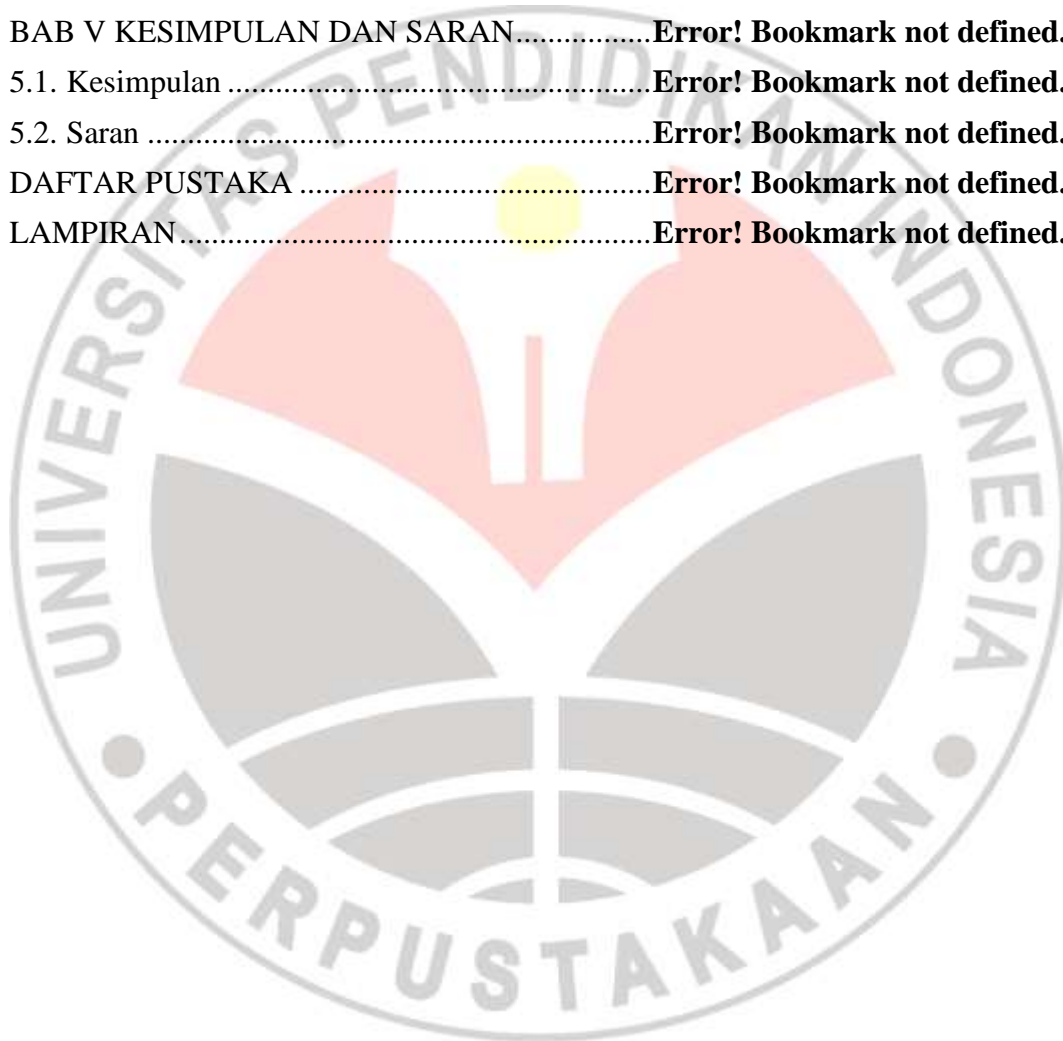 BAB V KESIMPULAN DAN SARAN.................Error! Bookmark not defined.
5.1. Kesimpulan ......................................................Error! Bookmark not defined.
5.2. Saran ................................................................Error! Bookmark not defined.
DAFTAR PUSTAKA ............................................Error! Bookmark not defined.
LAMPIRAN............................................................Error! Bookmark not defined.
UNIVERSITAS PENDIDIKAN INDONESIA
PERPUSTAKAAN